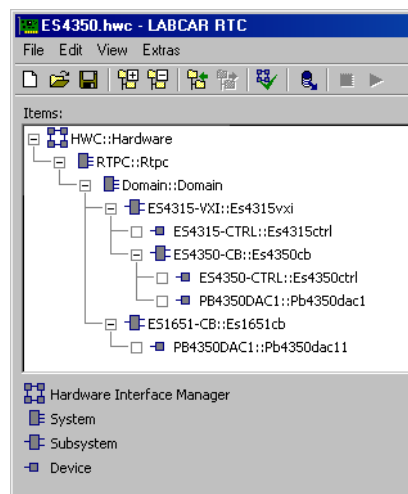 ES4350.hwc - LABCAR RTC
File Edit View Extras
Items:
HWC::Hardware
RTPC::Rtpc
Domain::Domain
ES4315-VXI::Es4315vxi
ES4315-CTRL::Es4315ctrl
ES4350-CB::Es4350cb
ES4350-CTRL::Es4350ctrl
PB4350DAC1::Pb4350dac1
ES1651-CB::Es1651cb
PB4350DAC1::Pb4350dac11
Hardware Interface Manager
System
Subsystem
Device